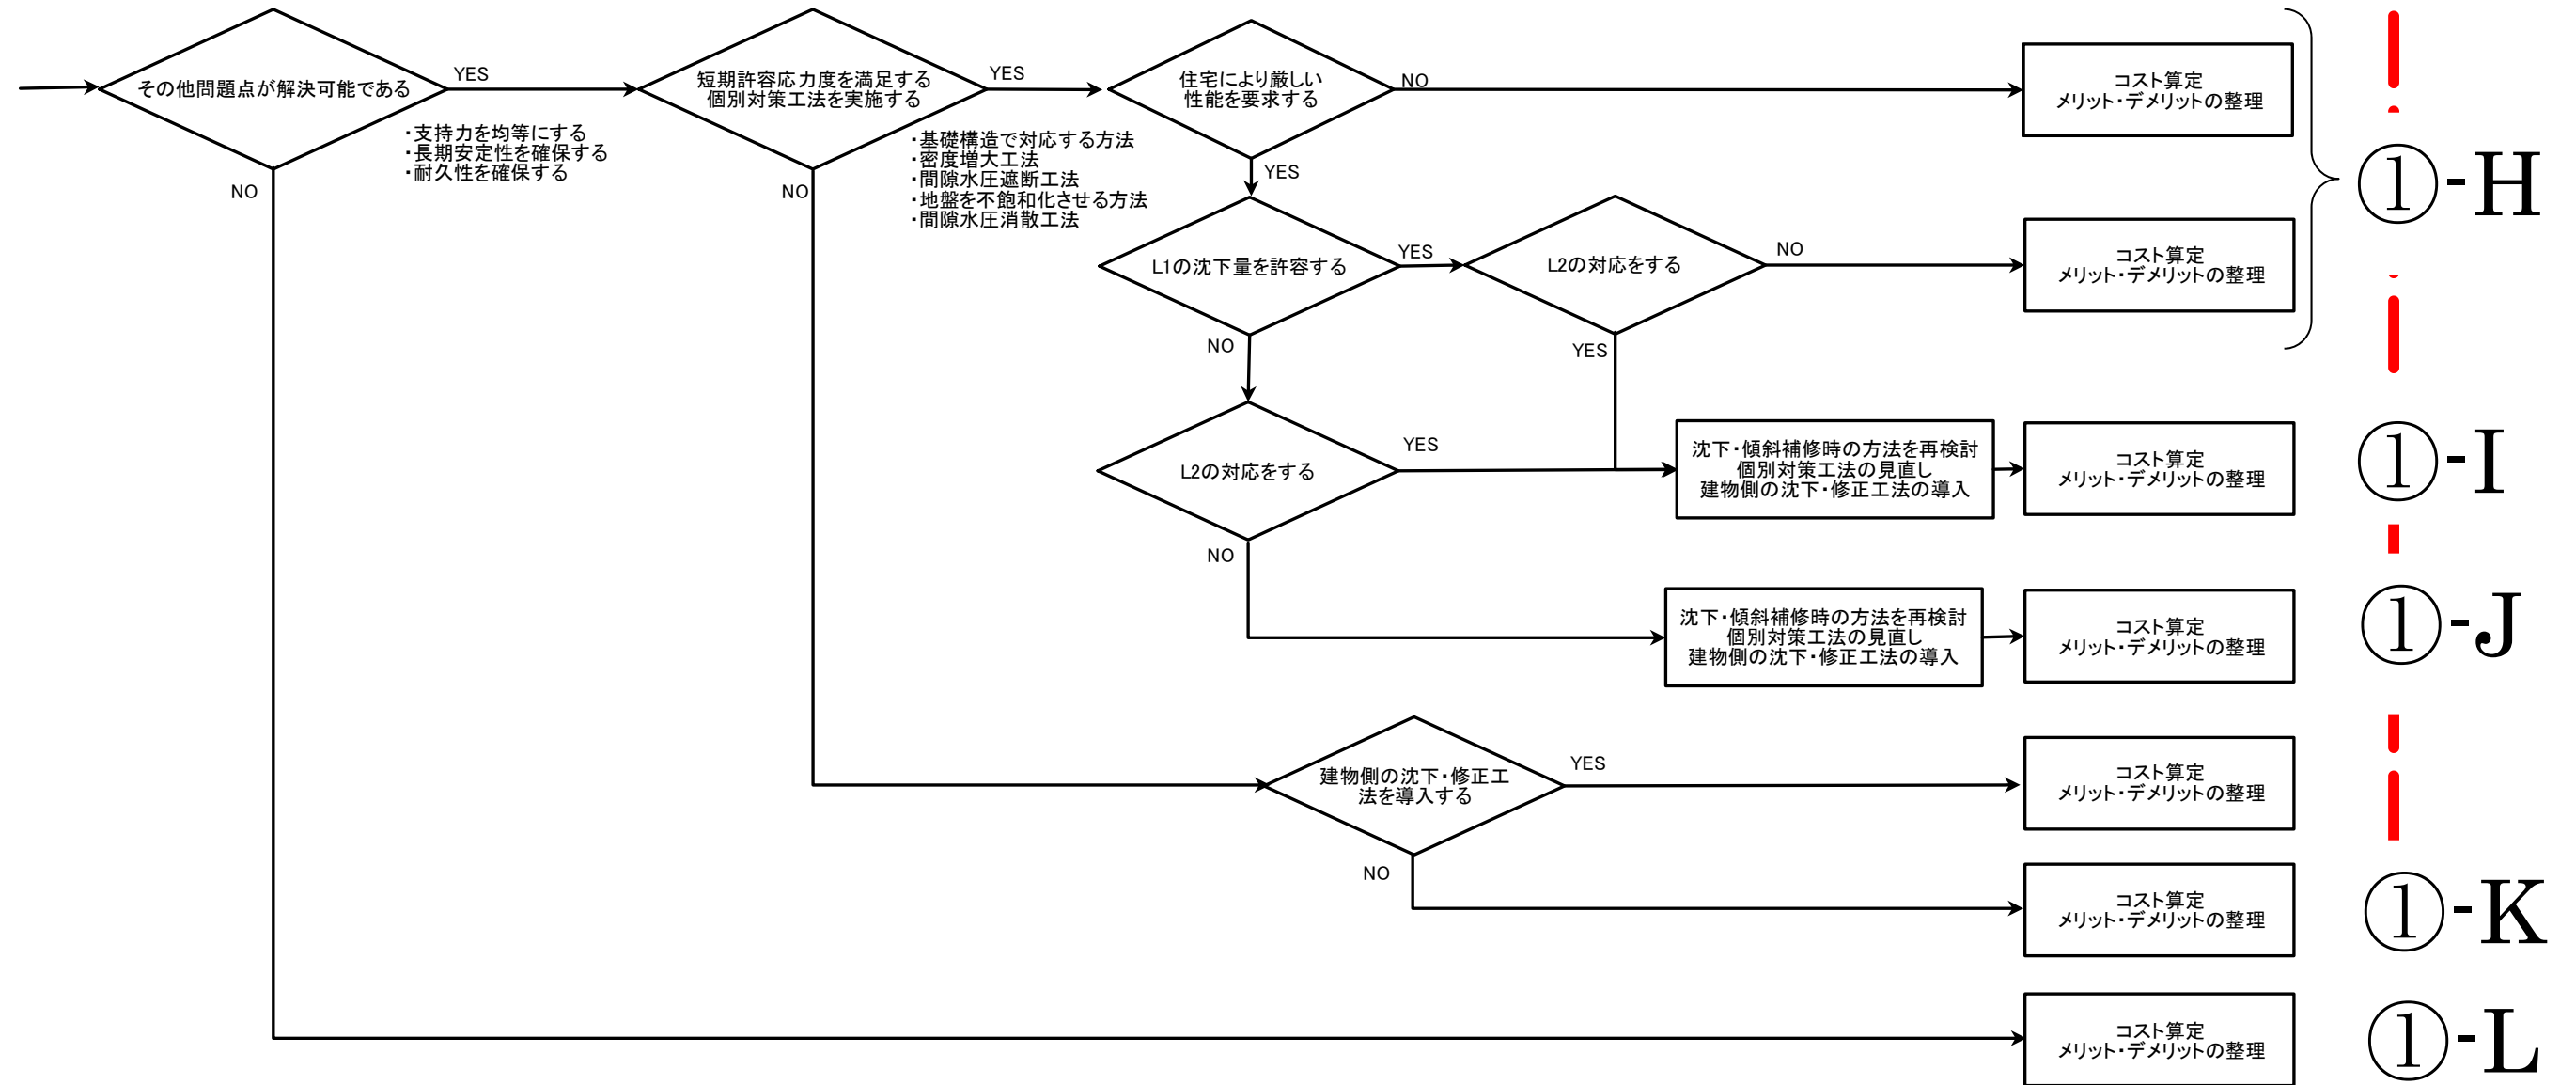 その他問題点が解決可能である
YES
・支持力を均等にする
・長期安定性を確保する
・耐久性を確保する
NO
短期許容応力度を満足する
個別対策工法を実施する
YES
・基礎構造で対応する方法
・密度増大工法
・間隙水圧遮断工法
・地盤を不飽和化させる方法
・間隙水圧消散工法
NO
住宅により厳しい
性能を要求する
NO
コスト算定
メリット・デメリットの整理
YES
①-H
L1の沈下量を許容する
YES
L2の対応をする
NO
コスト算定
メリット・デメリットの整理
NO
YES
L2の対応をする
YES
沈下・傾斜補修時の方法を再検討
個別対策工法の見直し
建物側の沈下・修正工法の導入
コスト算定
メリット・デメリットの整理
①-I
NO
沈下・傾斜補修時の方法を再検討
個別対策工法の見直し
建物側の沈下・修正工法の導入
コスト算定
メリット・デメリットの整理
①-J
建物側の沈下・修正工
法を導入する
YES
コスト算定
メリット・デメリットの整理
NO
コスト算定
メリット・デメリットの整理
①-K
コスト算定
メリット・デメリットの整理
①-L